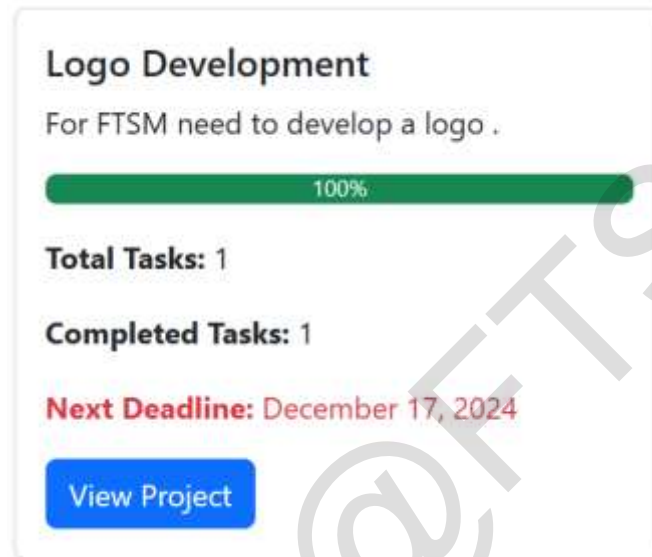 Logo Development
For FTSM need to develop a logo .
100%
Total Tasks: 1
Completed Tasks: 1
Next Deadline: December 17, 2024
View Project
@FTS